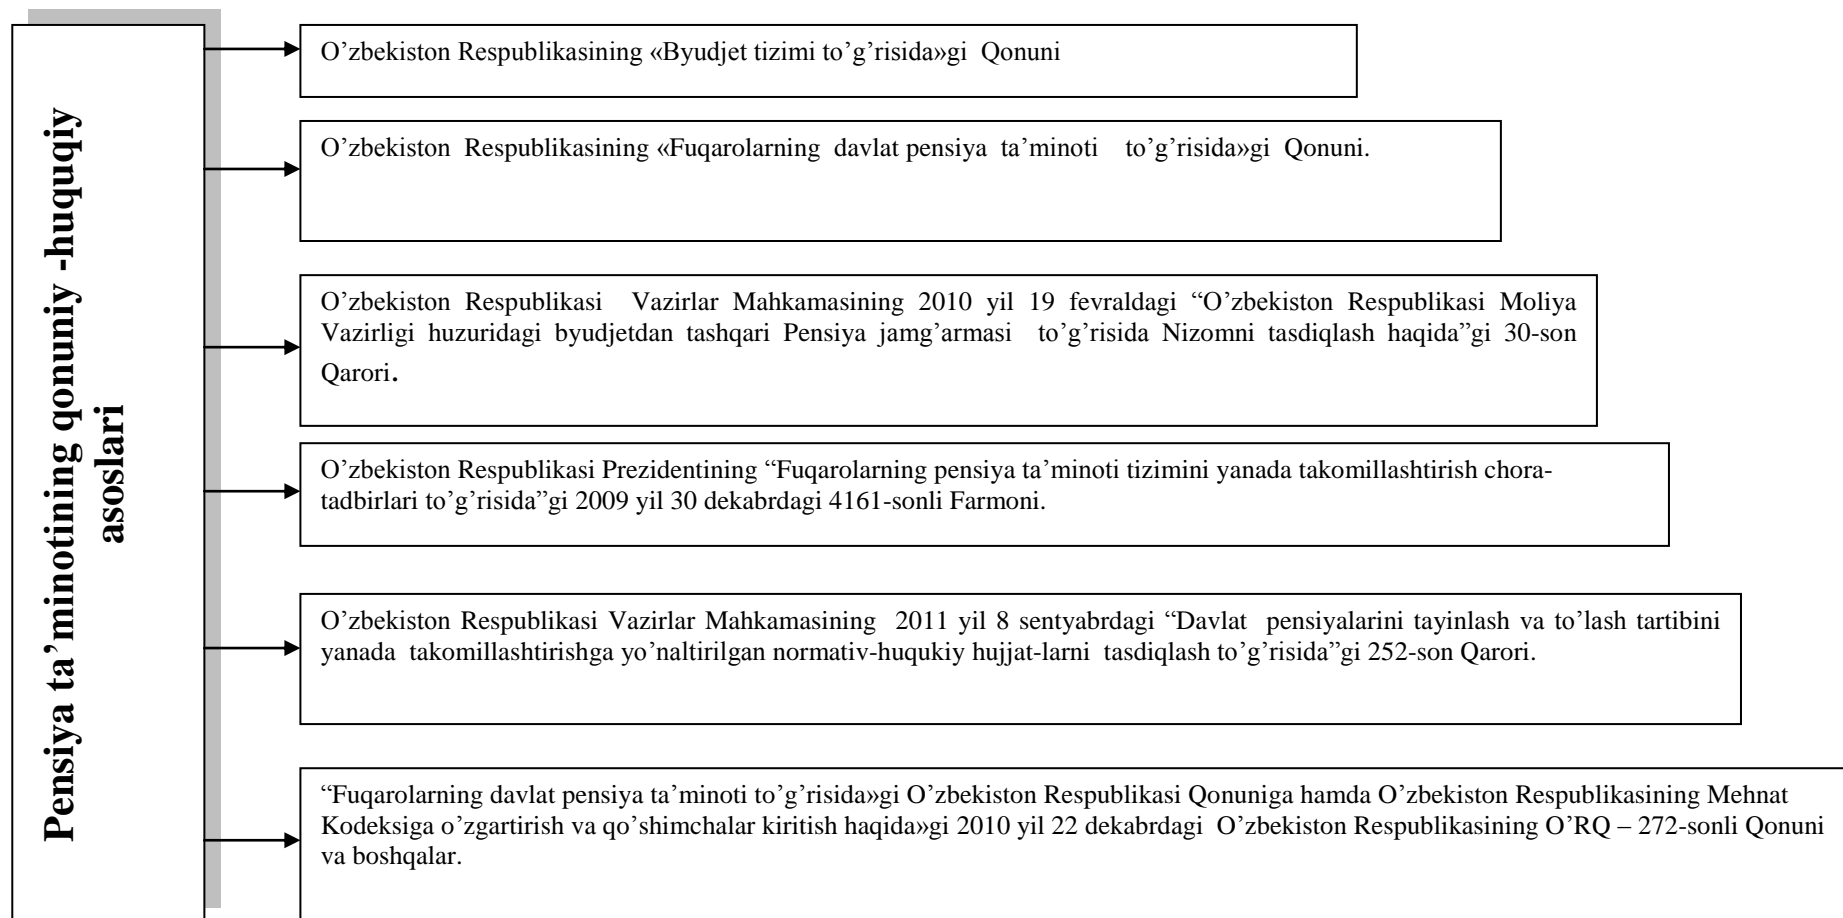 Pensiya ta’minotining qonuniy -huquqiy
asoslari
O’zbekiston Respublikasining «Byudjet tizimi to’g’risida»gi Qonuni
O’zbekiston Respublikasining «Fuqarolarning davlat pensiya ta’minoti to’g’risida»gi Qonuni.
O’zbekiston Respublikasi Vazirlar Mahkamasining 2010 yil 19 fevraldagi “O’zbekiston Respublikasi Moliya
Vazirligi huzuridagi byudjetdan tashqari Pensiya jamg’armasi to’g’risida Nizomni tasdiqlash haqida”gi 30-son
Qarori.
O’zbekiston Respublikasi Prezidentining “Fuqarolarning pensiya ta’minoti tizimini yanada takomillashtirish chora-
tadbirlari to’g’risida”gi 2009 yil 30 dekabrdagi 4161-sonli Farmoni.
O’zbekiston Respublikasi Vazirlar Mahkamasining 2011 yil 8 sentyabrdagi “Davlat pensiyalarini tayinlash va to’lash tartibini
yanada takomillashtirishga yo’naltirilgan normativ-huqukiy hujjat-larni tasdiqlash to’g’risida”gi 252-son Qarori.
“Fuqarolarning davlat pensiya ta’minoti to’g’risida»gi O’zbekiston Respublikasi Qonuniga hamda O’zbekiston Respublikasining Mehnat
Kodeksiga o’zgartirish va qo’shimchalar kiritish haqida»gi 2010 yil 22 dekabrdagi O’zbekiston Respublikasining O’RQ – 272-sonli Qonuni
va boshqalar.